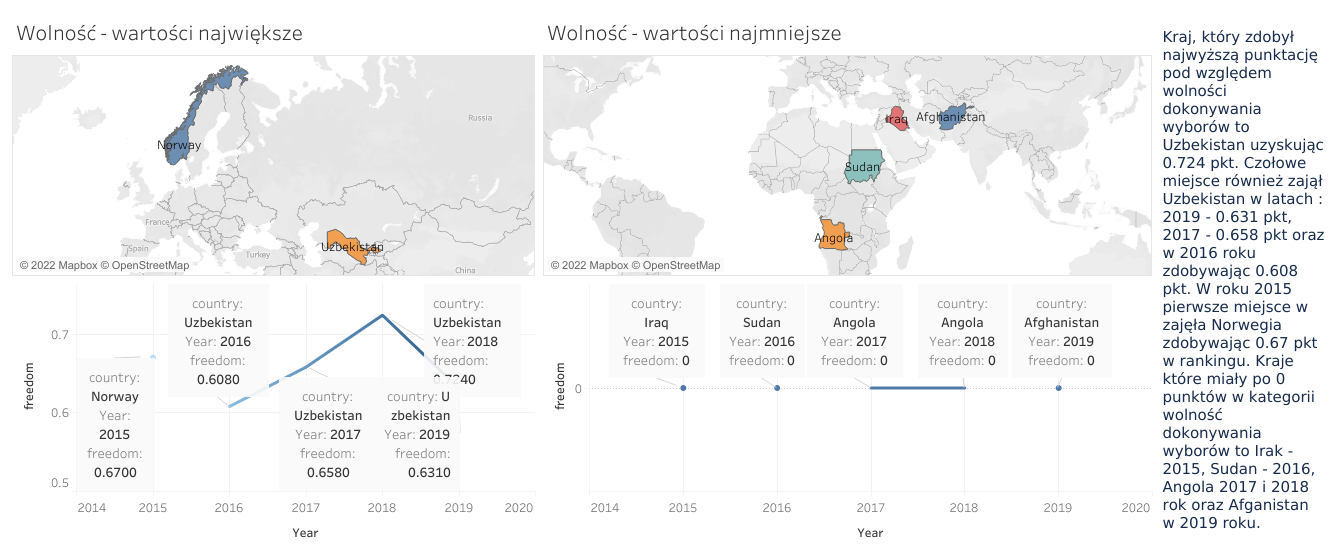 Wolność - wartości największe
Norway
Russia
France
Spain
Turkey
Uzbekistan
China
© 2022 Mapbox © OpenStreetMap
freedom
0.7
0.6
0.5
country:
Norway
Year:
2015
freedom:
0.6700
country:
Uzbekistan
Year: 2016
freedom:
0.6080
country:
Uzbekistan
Year: 2017
freedom:
0.6580
country:
Uzbekistan
Year: 2018
freedom:
0.7240
country: U
zbekistan
Year: 2019
freedom:
0.6310
2014 2015 2016 2017 2018 2019 2020
Year
Wolność - wartości najmniejsze
Iraq
Afghanistan
Sudan
Angola
© 2022 Mapbox © OpenStreetMap
freedom
0
country:
Iraq
Year: 2015
freedom: 0
country:
Sudan
Year: 2016
freedom: 0
country:
Angola
Year: 2017
freedom: 0
country:
Angola
Year: 2018
freedom: 0
country:
Afghanistan
Year: 2019
freedom: 0
2014 2015 2016 2017 2018 2019 2020
Year
Kraj, który zdobył
najwyższą punktację
pod względem
wolności
dokonywania
wyborów to
Uzbekistan uzyskując
0.724 pkt. Czołowe
miejsce również zajął
Uzbekistan w latach :
2019 - 0.631 pkt,
2017 - 0.658 pkt oraz
w 2016 roku
zdobywając 0.608
pkt. W roku 2015
pierwsze miejsce w
zajęła Norwegia
zdobywając 0.67 pkt
w rankingu. Kraje
które miały po 0
punktów w kategorii
wolność
dokonywania
wyborów to Irak -
2015, Sudan - 2016,
Angola 2017 i 2018
rok oraz Afganistan
w 2019 roku.